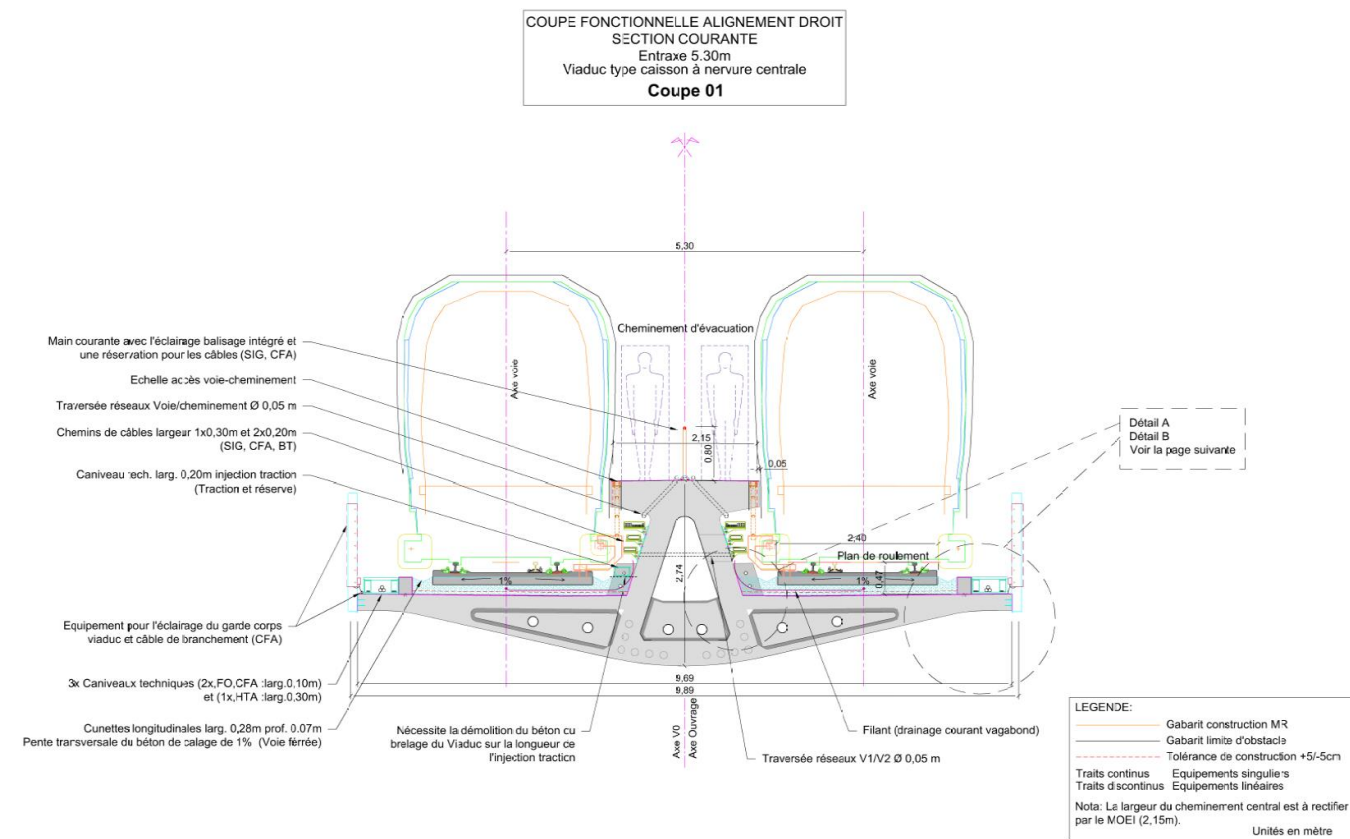 COUPE FONCTIONNELLE ALIGNEMENT DROIT
SECTION COURANTE
Entraxe 5.30m
Viaduc type caisson à nervure centrale
Coupe 01
5,30
Cheminement d'évacuation
Axe voie
Axe voie
Main courante avec l'éclairage balisage intégré et
une réservation pour les câbles (SIG, CFA)
Echelle accès voie-cheminement
Traversée réseaux Voie/cheminement Ø 0,05 m
Chemins de câbles largeur 1x0,30m et 2x0,20m
(SIG, CFA, BT)
Caniveau tech. larg. 0,20m injection traction
(Traction et réserve)
2,15
0,80
0,05
Détail A
Détail B
Voir la page suivante
2,40
Plan de roulement
0,47
2,74
1%
1%
Equipement pour l'éclairage du garde corps
viaduc et câble de branchement (CFA)
3x Caniveaux techniques (2x,FO,CFA :larg.0.10m)
et (1x,HTA :larg.0,30m)
Cunettes longitudinales larg. 0,28m prof. 0.07m
Pente transversale du béton de calage de 1% (Voie férrée)
9,69
9,89
Nécessite la démolition du béton cu
brelage du Viaduc sur la longueur ce
l'injection traction
Axe V0
Axe Ouvrage
Filant (drainage courant vagabond)
Traversée réseaux V1/V2 Ø 0,05 m
LEGENDE:
Gabarit construction MR
Gabarit limite d'obstacle
Tolérance de construction +5/-5cm
Traits continus Equipements singuliers
Traits discontinus Equipements linéaires
Nota: La largeur du cheminement central est à rectifier
par le MOEI (2,15m).
Unités en mètre